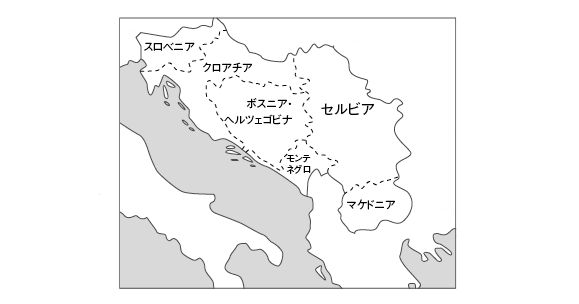 スロベニア
クロアチア
ボスニア・
ヘルツェゴビナ
セルビア
モンテ
ネグロ
マケドニア